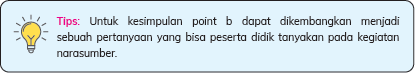 Tips: Untuk kesimpulan point b dapat dikembangkan menjadi
sebuah pertanyaan yang bisa peserta didik tanyakan pada kegiatan
narasumber.